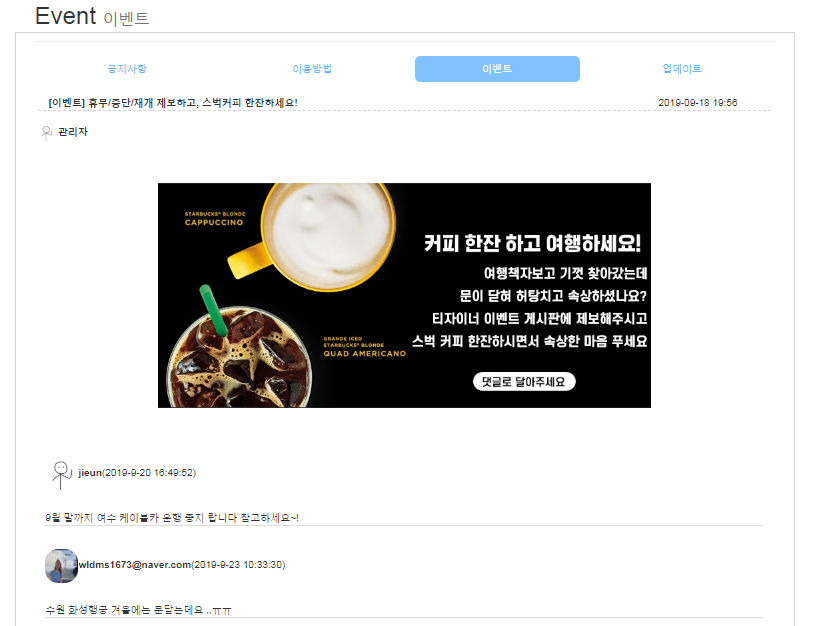 Event 이벤트
공지사항 이용방법 이벤트 업데이트
[이벤트] 휴무/중단/재개 제보하고, 스벅커피 한잔하세요! 2019-09-18 19:56
관리자
STARBUCKS® BLONDE
CAPPUCCINO
커피 한잔 하고 여행하세요!
여행책자보고 기껏 찾아갔는데
문이 닫혀 허탕치고 속상하셨나요?
티자이너 이벤트 게시판에 제보해주시고
스벅 커피 한잔하시면서 속상한 마음 푸세요
GRANDE ICED
STARBUCKS® BLONDE
QUAD AMERICANO
댓글로 달아주세요
jieun(2019-9-20 16:49:52)
9월 말까지 여수 케이블카 운행 중지 랍니다 참고하세요~!
wldms1673@naver.com(2019-9-23 10:33:30)
수원 화성행궁 겨울에는 문닫는데요 ..ㅠㅠ